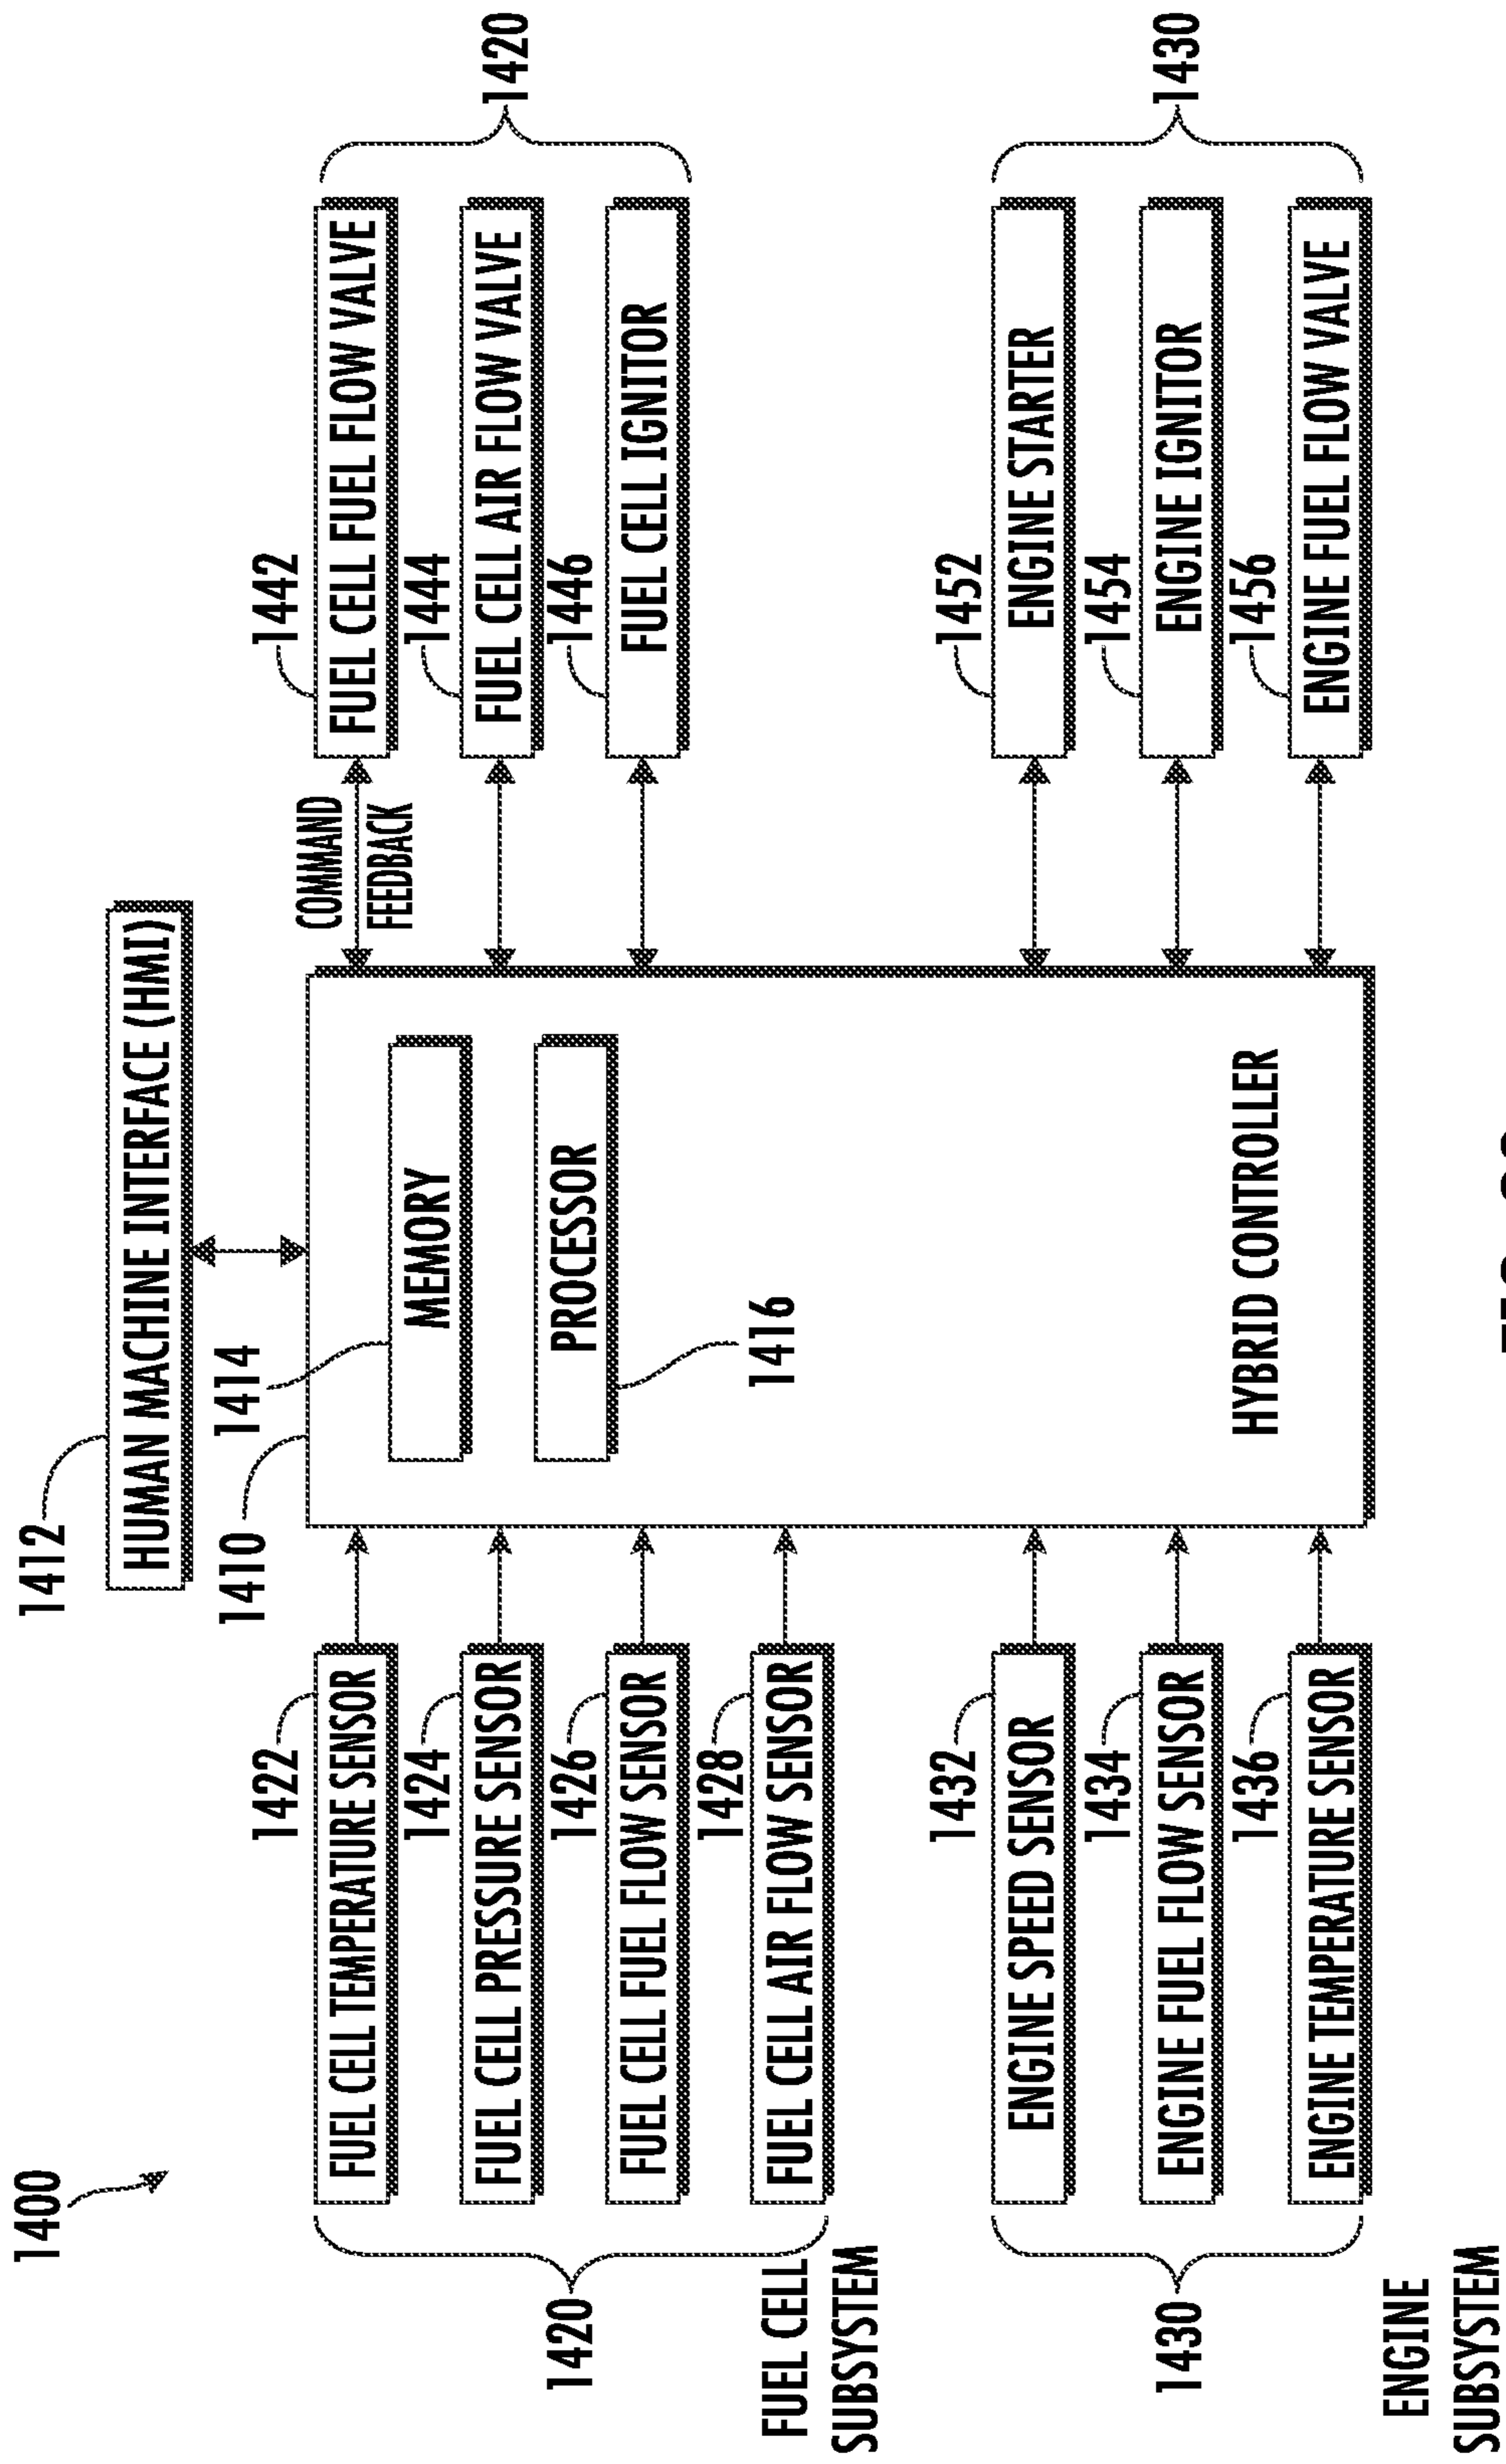 1400
1412
HUMAN MACHINE INTERFACE (HMI)
1410
1414
MEMORY
PROCESSOR
1416
HYBRID CONTROLLER
1422
FUEL CELL TEMPERATURE SENSOR
1424
FUEL CELL PRESSURE SENSOR
1426
FUEL CELL FUEL FLOW SENSOR
1428
FUEL CELL AIR FLOW SENSOR
1420
FUEL CELL
SUBSYSTEM
1432
ENGINE SPEED SENSOR
1434
ENGINE FUEL FLOW SENSOR
1436
ENGINE TEMPERATURE SENSOR
1430
ENGINE
SUBSYSTEM
COMMAND
FEEDBACK
1442
FUEL CELL FUEL FLOW VALVE
1444
FUEL CELL AIR FLOW VALVE
1446
FUEL CELL IGNITOR
1420
1452
ENGINE STARTER
1454
ENGINE IGNITOR
1456
ENGINE FUEL FLOW VALVE
1430